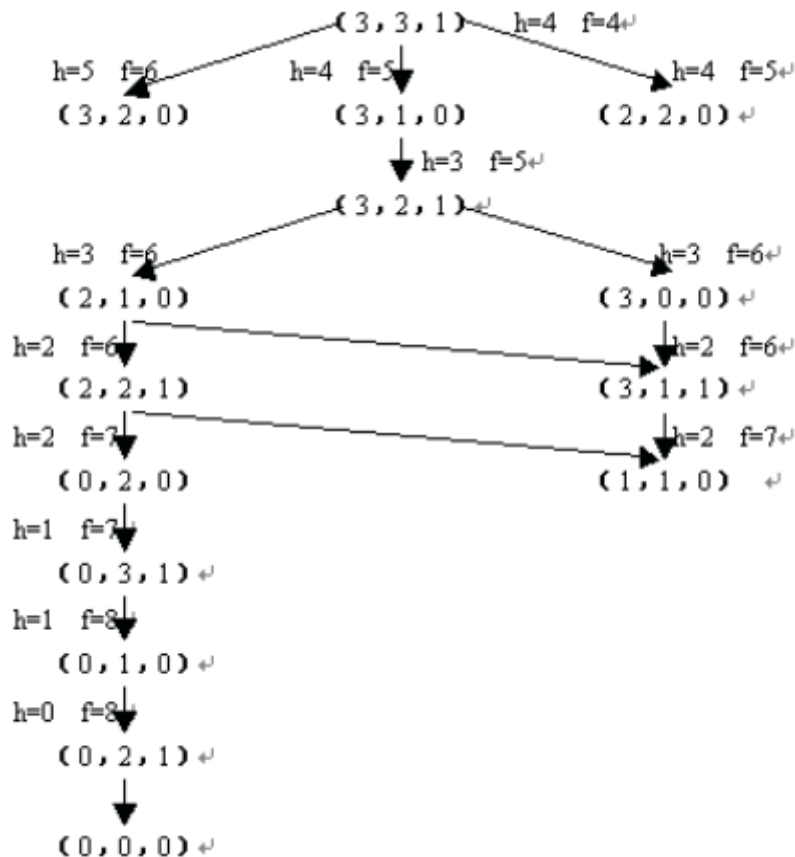 (3,3,1) h=4 f=4↵
h=5 f=6 h=4 f=5 h=4 f=5↵
(3,2,0) (3,1,0) (2,2,0)↵
h=3 f=5↵
(3,2,1)↵
h=3 f=6 h=3 f=6↵
(2,1,0) (3,0,0)↵
h=2 f=6 h=2 f=6↵
(2,2,1) (3,1,1)↵
h=2 f=7 h=2 f=7↵
(0,2,0) (1,1,0) ↵
h=1 f=7
(0,3,1)↵
h=1 f=8↵
(0,1,0)↵
h=0 f=8↵
(0,2,1)↵
(0,0,0)↵